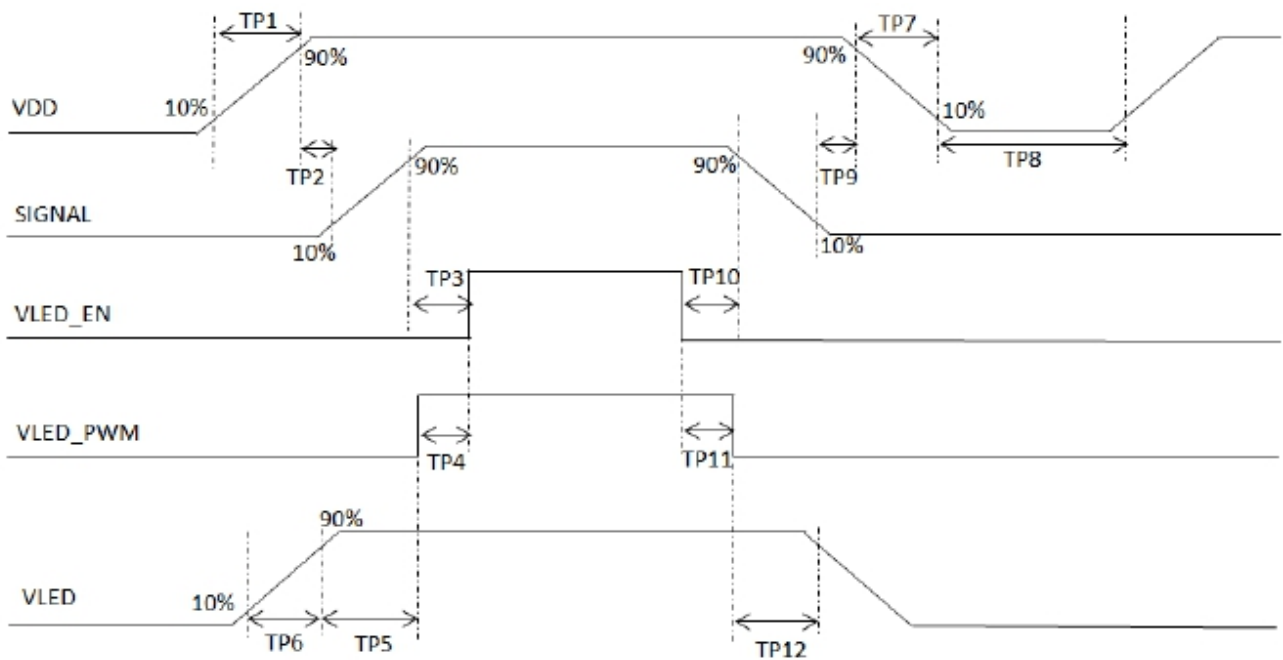 TP1
TP7
90%
90%
VDD
10%
10%
TP2
90%
90%
TP9
TP8
SIGNAL
10%
10%
TP3
TP10
VLED_EN
VLED_PWM
TP4
TP11
90%
VLED
10%
TP6
TP5
TP12